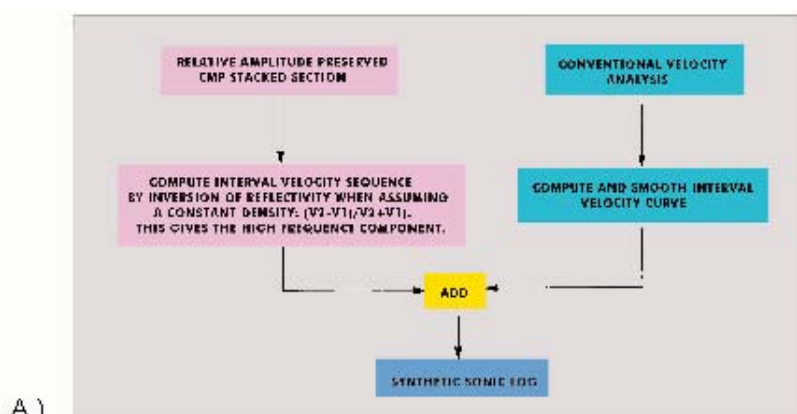 RELATIVE AMPLITUDE PRESERVED
CMP STACKED SECTION
CONVENTIONAL VELOCITY
ANALYSIS
COMPUTE INTERVAL VELOCITY SEQUENCE
BY INVERSION OF REFLECTIVITY WHEN ASSUMING
A CONSTANT DENSITY: (V2-V1)/V2+V1).
THIS GIVES THE HIGH FREQUENCY COMPONENT.
COMPUTE AND SMOOTH INTERVAL
VELOCITY CURVE
ADD
SYNTHETIC SONIC LOG
A)